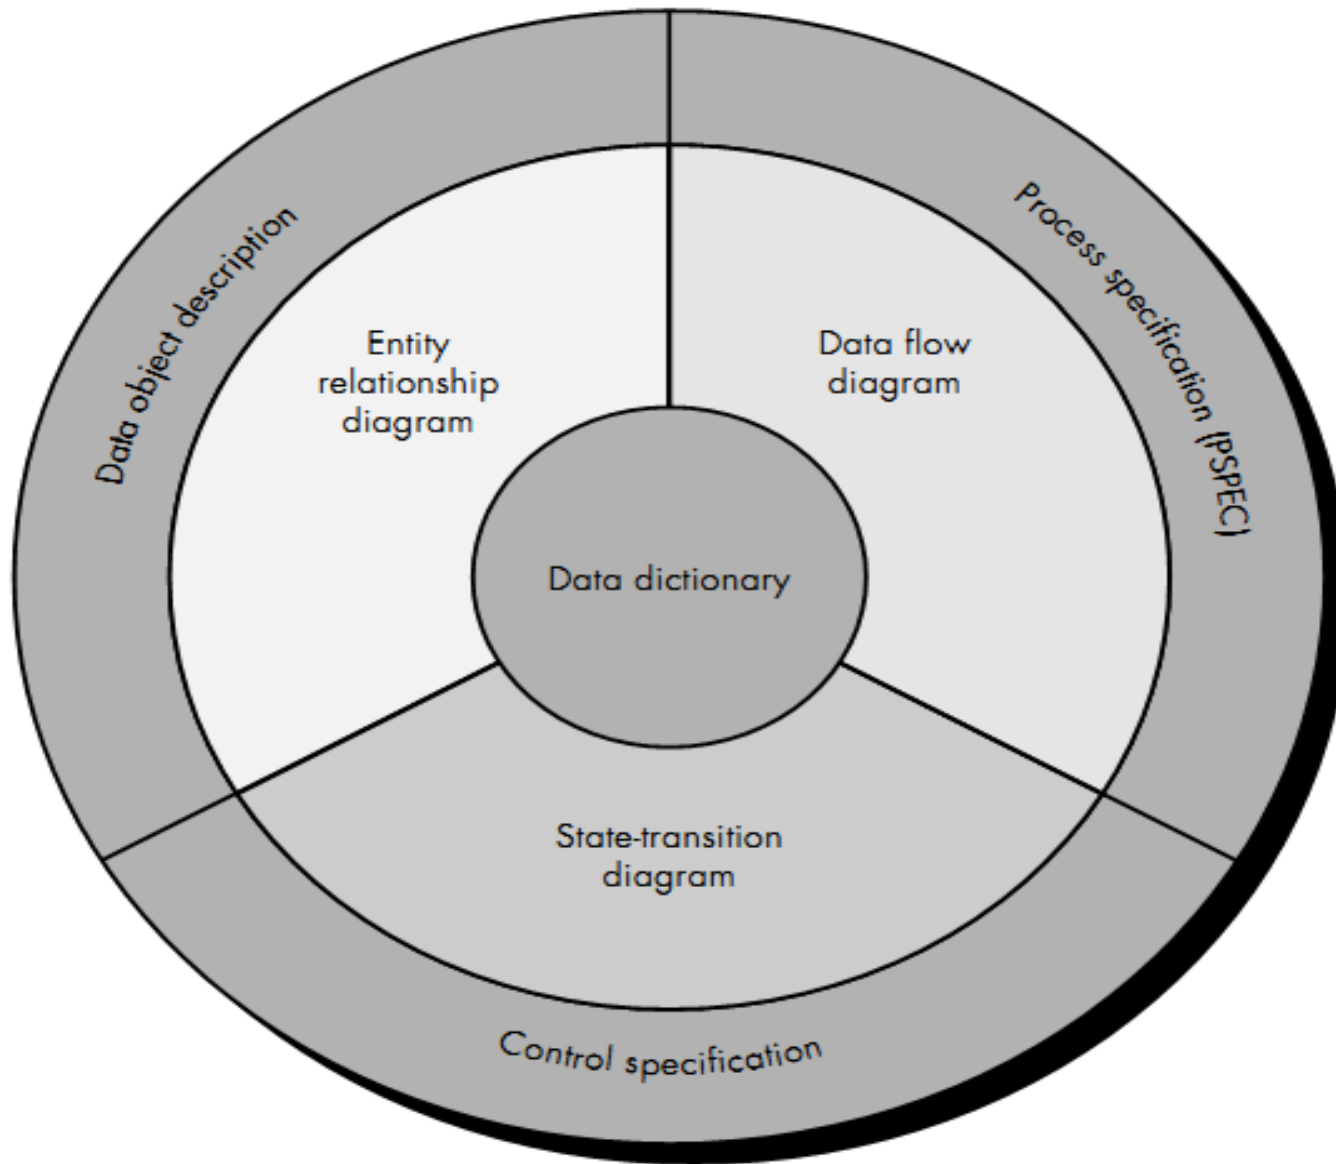 Data object description
Process specification (PSPEC)
Entity
relationship
diagram
Data flow
diagram
Data dictionary
State-transition
diagram
Control specification